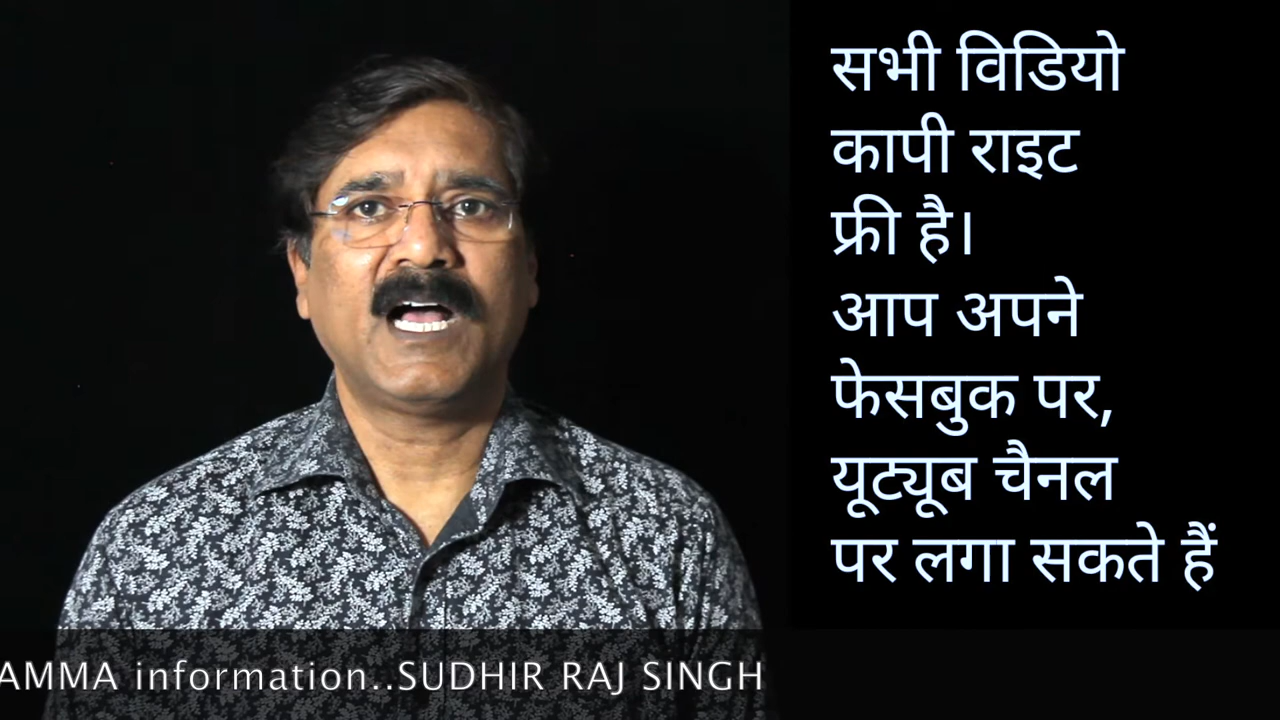 सभी विडियो
कापी राइट
फ्री है।
आप अपने
फेसबुक पर,
यूट्यूब चैनल
पर लगा सकते हैं
AMMA information..SUDHIR RAJ SINGH